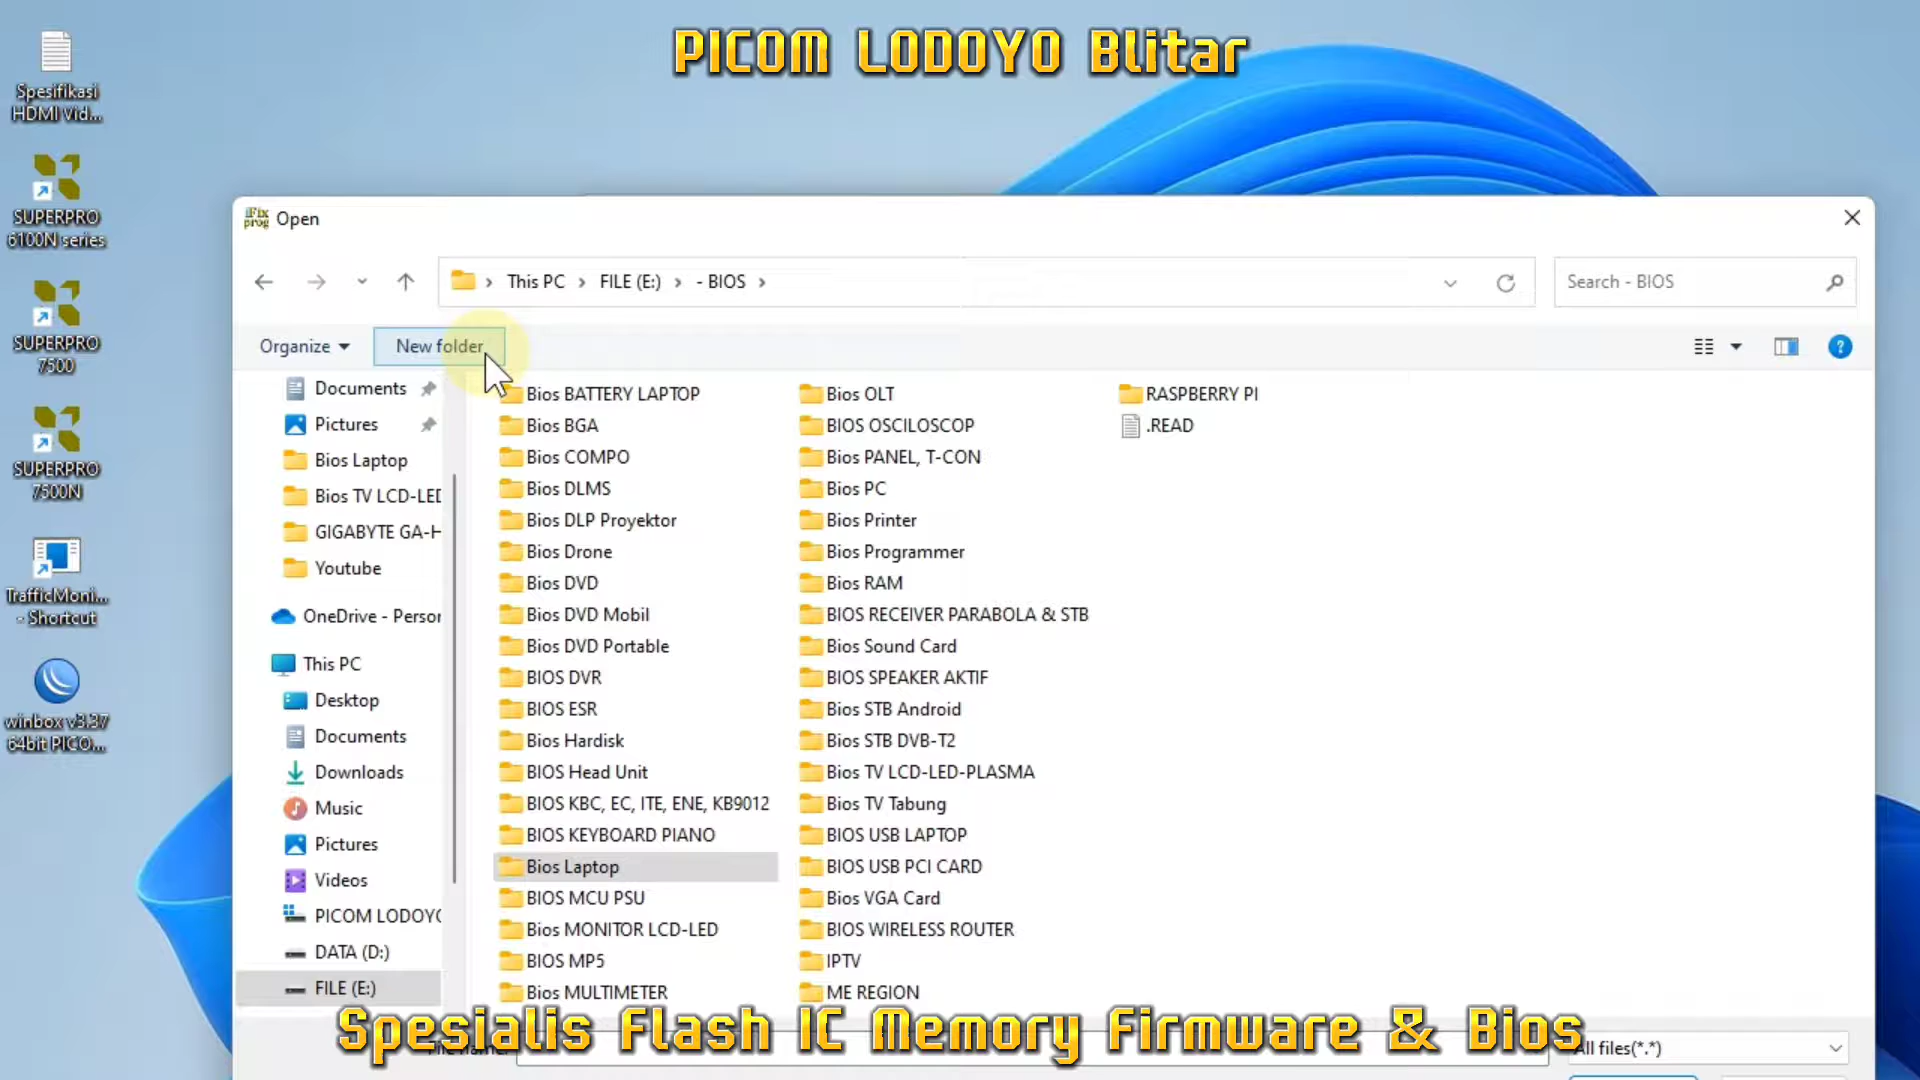 PICOM LODOYO Blitar
Spesifikasi
HDMI Vid...
SUPERPRO
6100N series
SUPERPRO
7500
SUPERPRO
7500N
TrafficMoni...
- Shortcut
winbox v3.37
64bit PICO...
iFix
prog
Open
This PC
FILE (E:)
- BIOS
Search - BIOS
Organize
New folder
Documents
Pictures
Bios Laptop
Bios TV LCD-LED
GIGABYTE GA-H
Youtube
OneDrive - Person
This PC
Desktop
Documents
Downloads
Music
Pictures
Videos
PICOM LODOYO
DATA (D:)
FILE (E:)
Bios BATTERY LAPTOP
Bios BGA
Bios COMPO
Bios DLMS
Bios DLP Proyektor
Bios Drone
Bios DVD
Bios DVD Mobil
Bios DVD Portable
BIOS DVR
BIOS ESR
Bios Hardisk
BIOS Head Unit
BIOS KBC, EC, ITE, ENE, KB9012
BIOS KEYBOARD PIANO
Bios Laptop
BIOS MCU PSU
Bios MONITOR LCD-LED
BIOS MP5
Bios MULTIMETER
Bios OLT
BIOS OSCILOSCOP
Bios PANEL, T-CON
Bios PC
Bios Printer
Bios Programmer
Bios RAM
BIOS RECEIVER PARABOLA & STB
Bios Sound Card
BIOS SPEAKER AKTIF
Bios STB Android
Bios STB DVB-T2
Bios TV LCD-LED-PLASMA
Bios TV Tabung
BIOS USB LAPTOP
BIOS USB PCI CARD
Bios VGA Card
BIOS WIRELESS ROUTER
IPTV
ME REGION
RASPBERRY PI
.READ
Spesialis Flash IC Memory Firmware & Bios
All files(*.*)